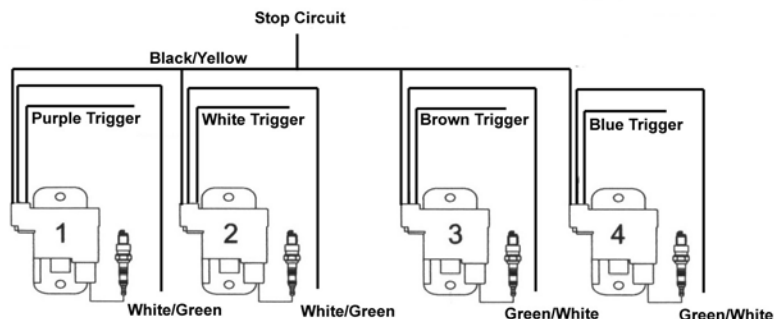 Stop Circuit
Black/Yellow
Purple Trigger
White Trigger
Brown Trigger
Blue Trigger
1
2
3
4
White/Green
White/Green
Green/White
Green/White